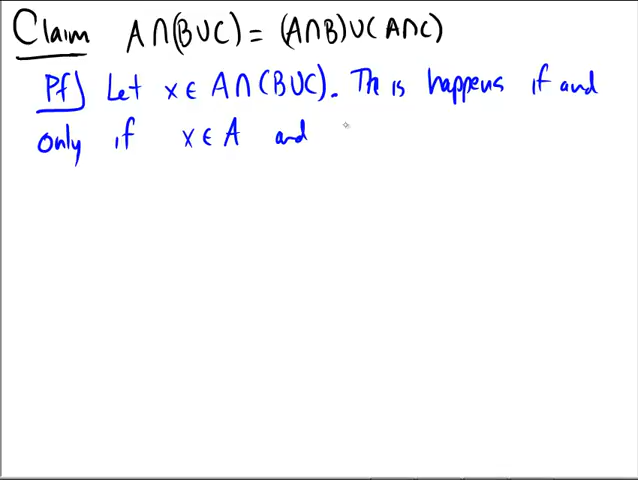 Claim A∩(B∪C) = (A∩B)∪(A∩C)
Pf) Let x ∈ A∩(B∪C). This happens if and
only if x ∈ A and